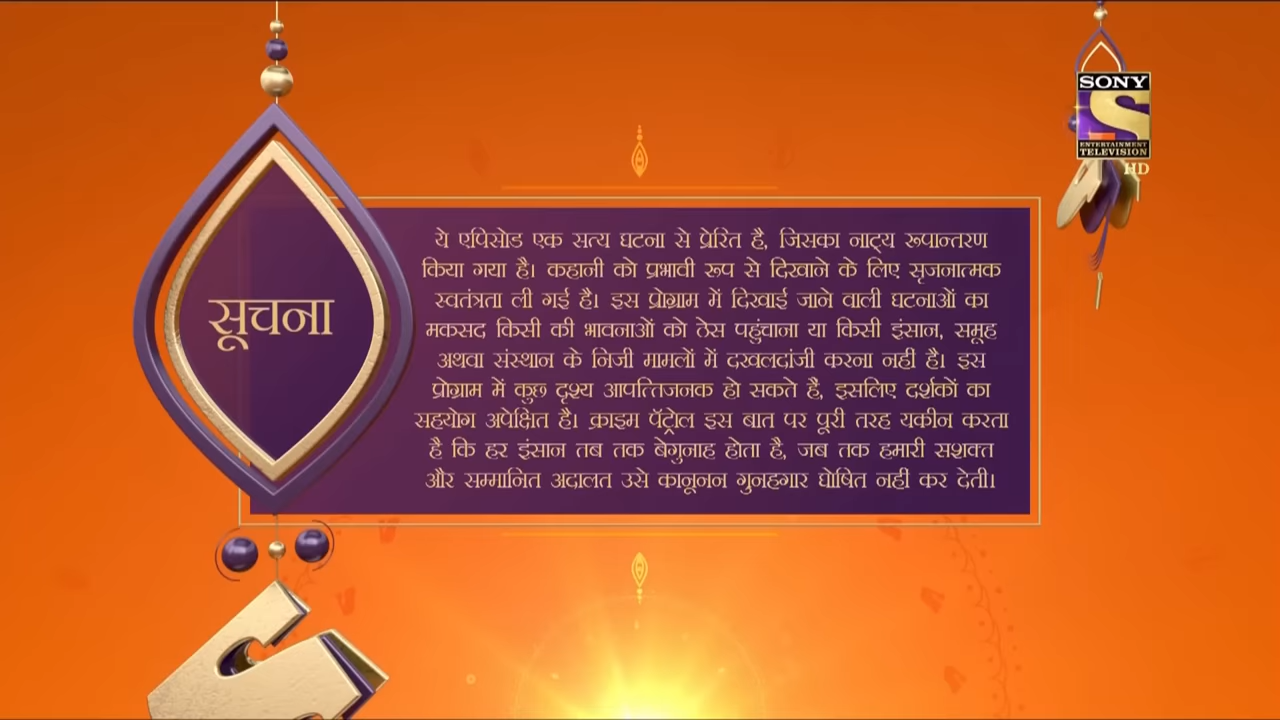 सूचना
ये एपिसोड एक सत्य घटना से प्रेरित है, जिसका नाट्य रूपान्तरण
किया गया है। कहानी को प्रभावी रूप से दिखाने के लिए सृजनात्मक
स्वतंत्रता ली गई है। इस प्रोग्राम में दिखाई जाने वाली घटनाओं का
मकसद किसी की भावनाओं को ठेस पहुंचाना या किसी इंसान, समूह
अथवा संस्थान के निजी मामलों में दखलदांजी करना नहीं है। इस
प्रोग्राम में कुछ दृश्य आपत्तिजनक हो सकते हैं, इसलिए दर्शकों का
सहयोग अपेक्षित है। क्राइम पॅट्रोल इस बात पर पूरी तरह यकीन करता
है कि हर इंसान तब तक बेगुनाह होता है, जब तक हमारी सशक्त
और सम्मानित अदालत उसे कानूनन गुनहगार घोषित नहीं कर देती।
SONY
ENTERTAINMENT
TELEVISION
HD